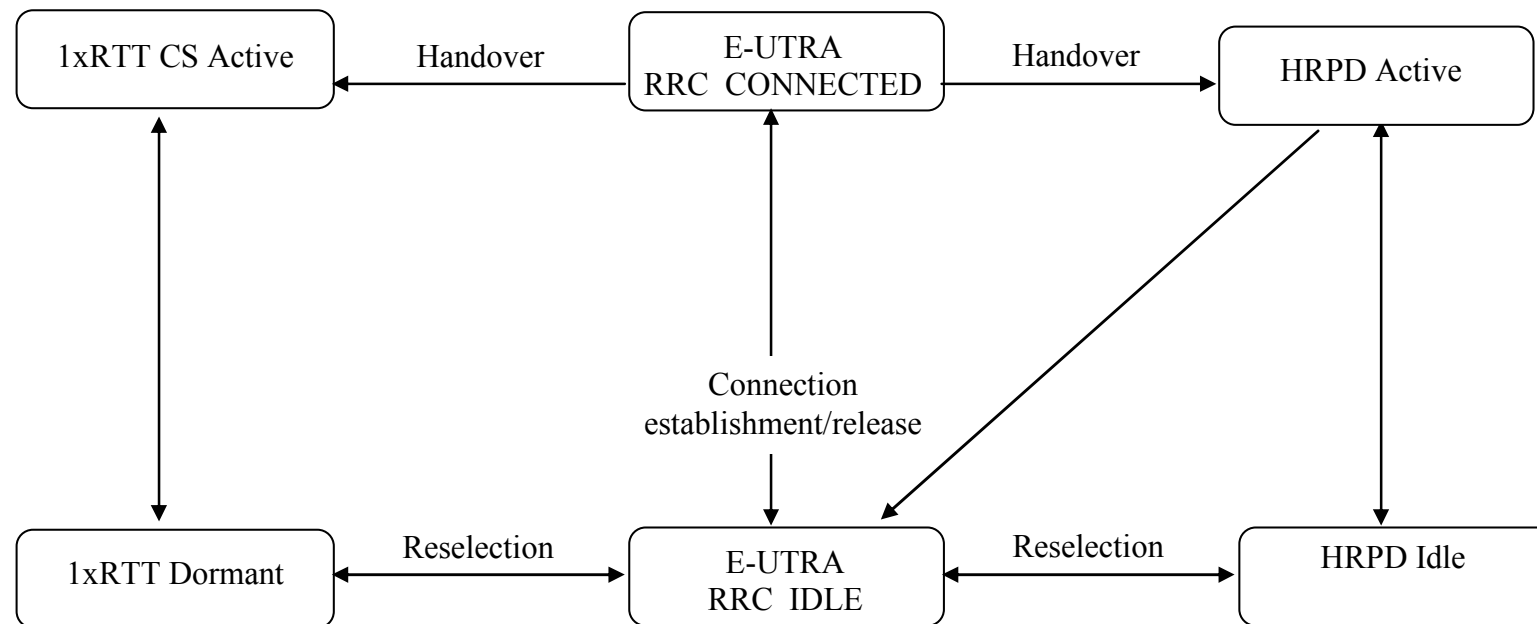 1xRTT CS Active
Handover
E-UTRA
RRC CONNECTED
Handover
HRPD Active
Connection
establishment/release
1xRTT Dormant
Reselection
E-UTRA
RRC IDLE
Reselection
HRPD Idle